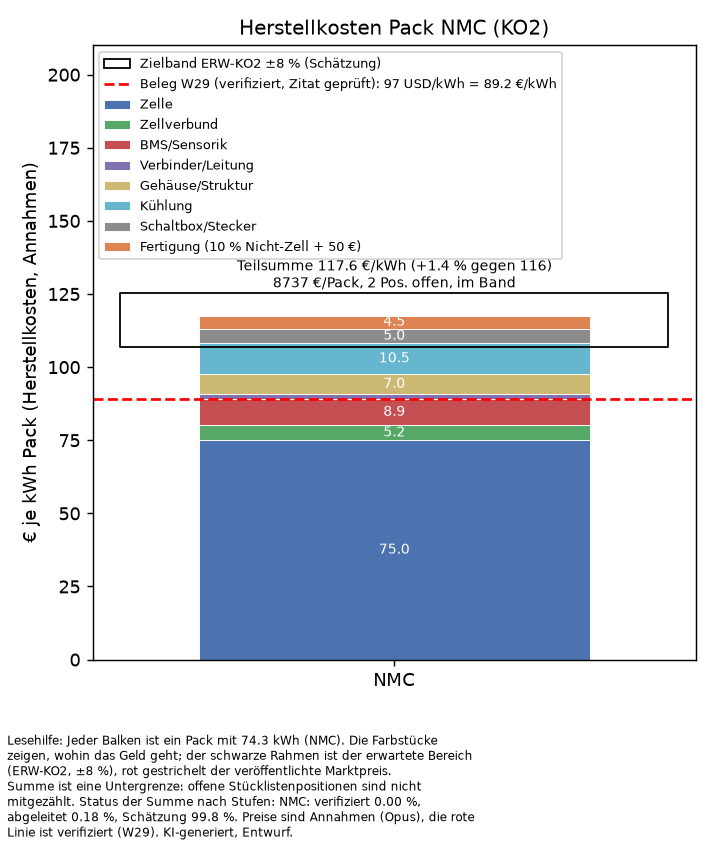 Herstellkosten Pack NMC (KO2)
Zielband ERW-KO2 ±8 % (Schätzung)
Beleg W29 (verifiziert, Zitat geprüft): 97 USD/kWh = 89.2 €/kWh
Zelle
Zellverbund
BMS/Sensorik
Verbinder/Leitung
Gehäuse/Struktur
Kühlung
Schaltbox/Stecker
Fertigung (10 % Nicht-Zell + 50 €)
Teilsumme 117.6 €/kWh (+1.4 % gegen 116)
8737 €/Pack, 2 Pos. offen, im Band
€ je kWh Pack (Herstellkosten, Annahmen)
200
175
150
125
100
75
50
25
0
4.5
5.0
10.5
7.0
8.9
5.2
75.0
NMC
Lesehilfe: Jeder Balken ist ein Pack mit 74.3 kWh (NMC). Die Farbstücke
zeigen, wohin das Geld geht; der schwarze Rahmen ist der erwartete Bereich
(ERW-KO2, ±8 %), rot gestrichelt der veröffentlichte Marktpreis.
Summe ist eine Untergrenze: offene Stücklistenpositionen sind nicht
mitgezählt. Status der Summe nach Stufen: NMC: verifiziert 0.00 %,
abgeleitet 0.18 %, Schätzung 99.8 %. Preise sind Annahmen (Opus), die rote
Linie ist verifiziert (W29). KI-generiert, Entwurf.